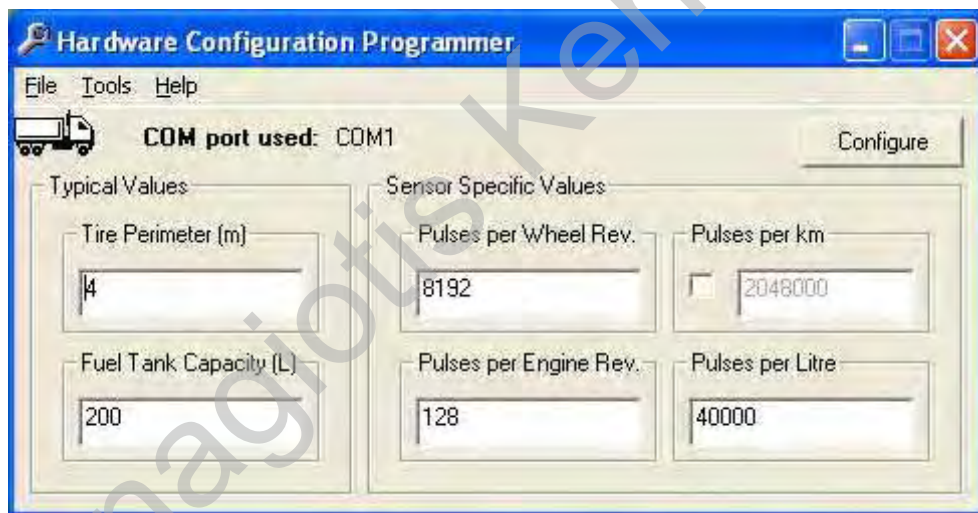 Hardware Configuration Programmer
File Tools Help
COM port used: COM1
Configure
Typical Values
Sensor Specific Values
Tire Perimeter (m)
Pulses per Wheel Rev.
Pulses per km
4
8192
2048000
Fuel Tank Capacity (L)
Pulses per Engine Rev.
Pulses per Litre
200
128
40000